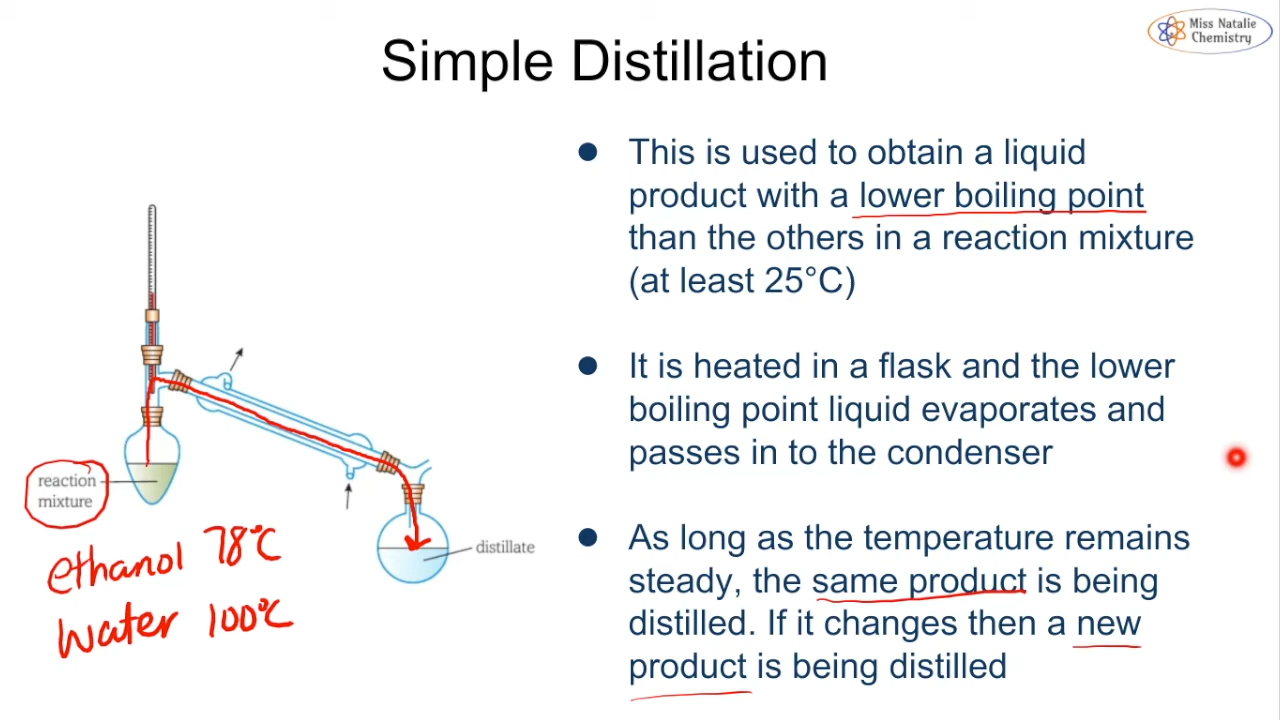 Miss Natalie
Chemistry
Simple Distillation
This is used to obtain a liquid
product with a lower boiling point
than the others in a reaction mixture
(at least 25°C)
It is heated in a flask and the lower
boiling point liquid evaporates and
passes in to the condenser
As long as the temperature remains
steady, the same product is being
distilled. If it changes then a new
product is being distilled
reaction
mixture
distillate
ethanol 78°C
Water 100°C